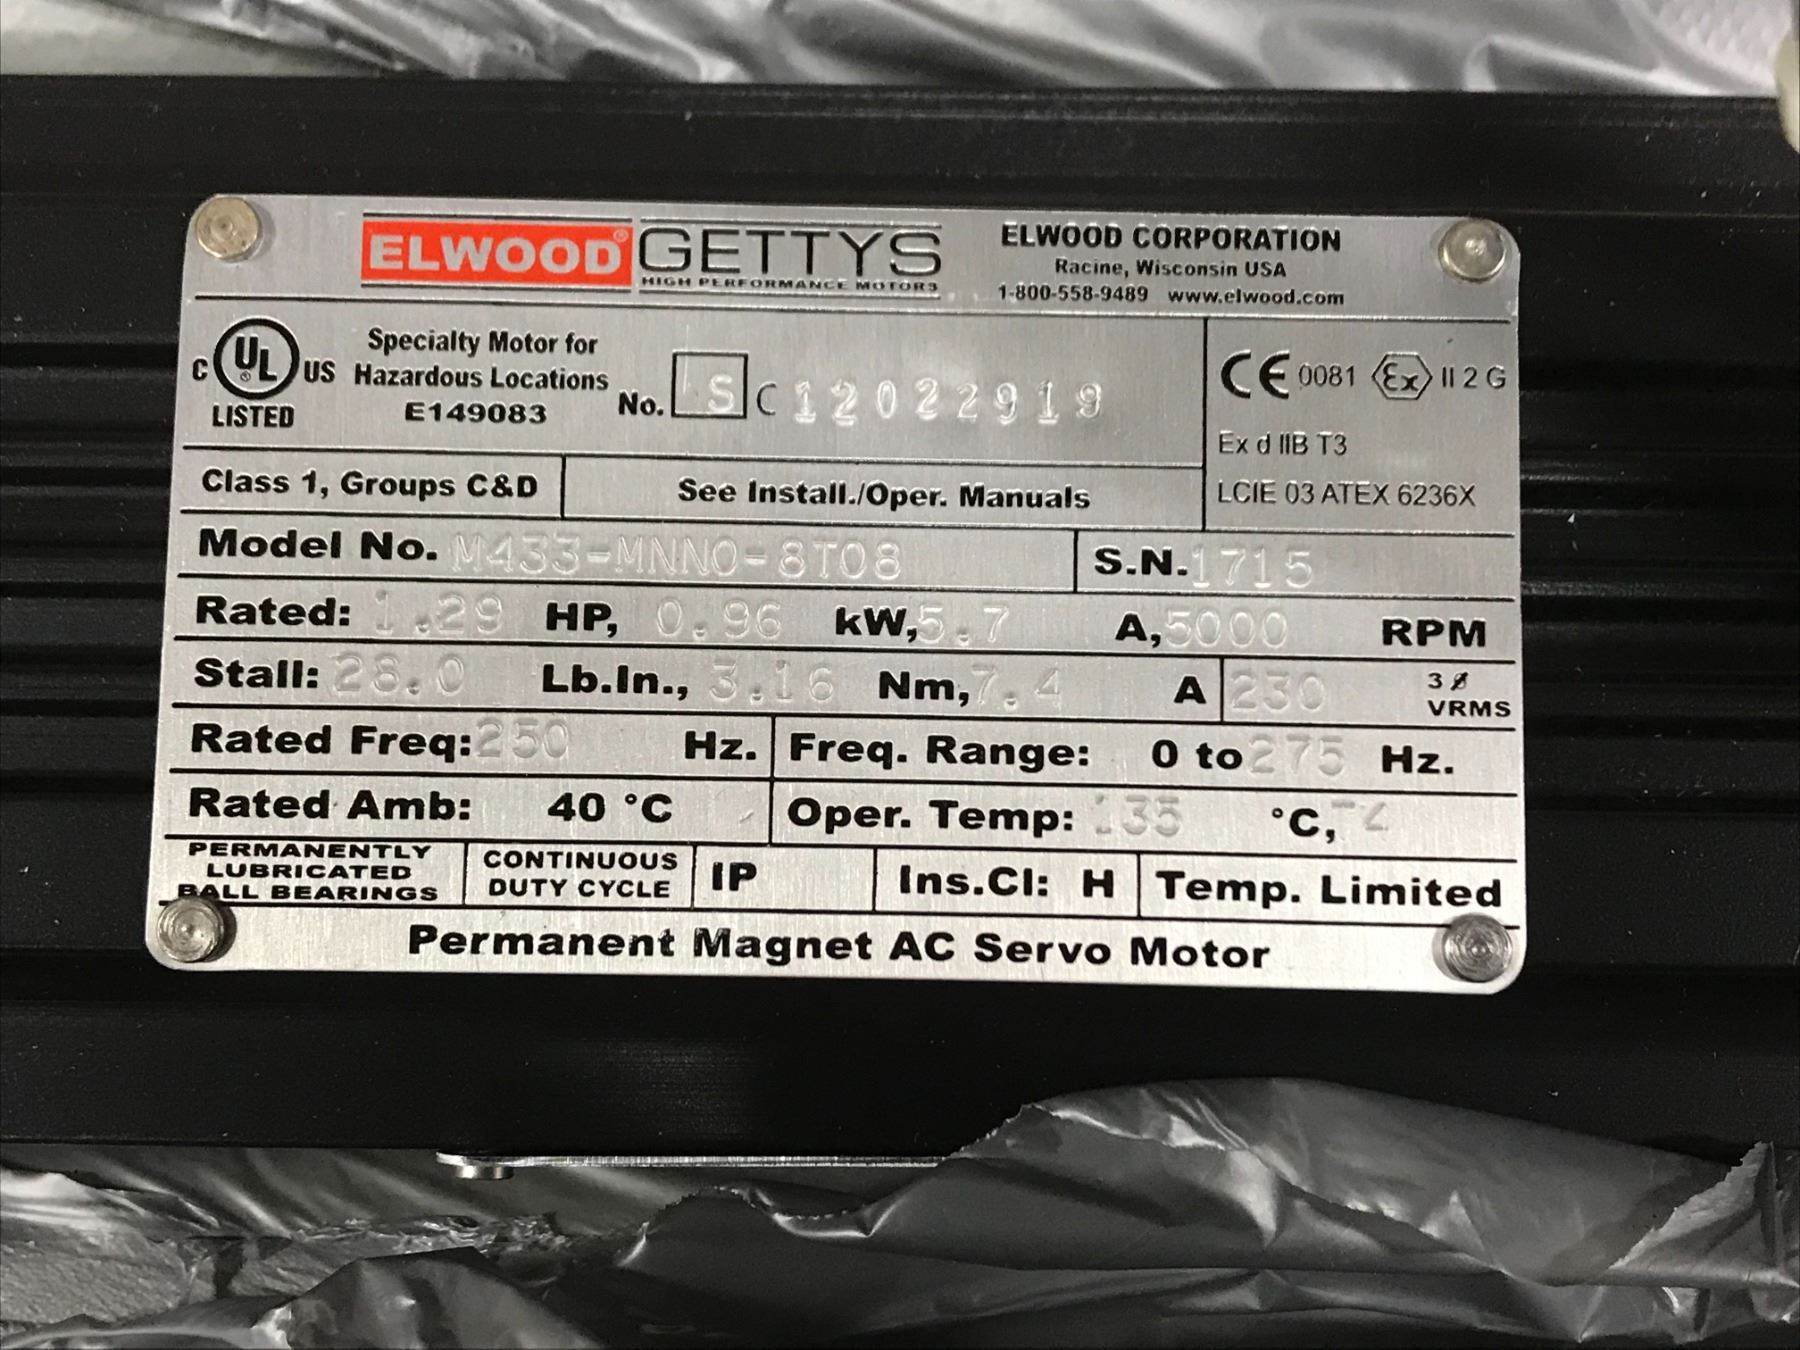 ELWOOD® GETTYS
HIGH PERFORMANCE MOTORS
ELWOOD CORPORATION
Racine, Wisconsin USA
1-800-558-9489 www.elwood.com
C UL® US
LISTED
Specialty Motor for
Hazardous Locations
E149083
No. S C 12022919
CE 0081 Ex II 2 G
Ex d IIB T3
LCIE 03 ATEX 6236X
Class 1, Groups C&D
See Install./Oper. Manuals
Model No. M433-MNN0-8T08
S.N. 1715
Rated: 1.29 HP, 0.96 kW, 5.7 A, 5000 RPM
Stall: 28.0 Lb.In., 3.16 Nm, 7.4 A 230 3 Ø
VRMS
Rated Freq: 250 Hz.
Freq. Range: 0 to 275 Hz.
Rated Amb: 40 °C
Oper. Temp: 135 °C,
PERMANENTLY
LUBRICATED
BALL BEARINGS
CONTINUOUS
DUTY CYCLE
IP
Ins.Cl: H
Temp. Limited
Permanent Magnet AC Servo Motor